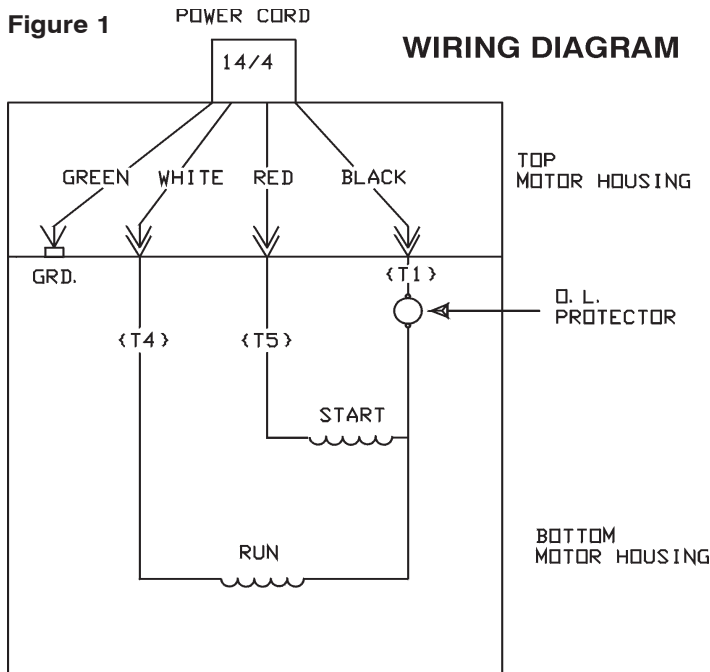 Figure 1
POWER CORD
WIRING DIAGRAM
14/4
GREEN WHITE RED BLACK
TOP
MOTOR HOUSING
GRD.
{T1}
O. L.
PROTECTOR
{T4} {T5}
START
RUN
BOTTOM
MOTOR HOUSING